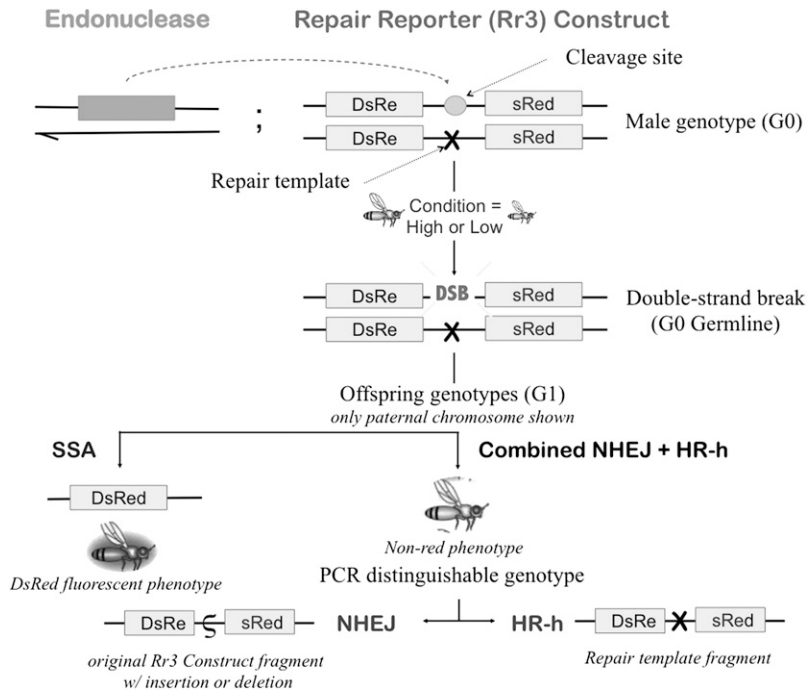 Endonuclease
Repair Reporter (Rr3) Construct
Cleavage site
DsRe
sRed
;
DsRe
sRed
Male genotype (G0)
Repair template
Condition =
High or Low
DsRe
DSB
sRed
DsRe
sRed
Double-strand break
(G0 Germline)
Offspring genotypes (G1)
only paternal chromosome shown
SSA
Combined NHEJ + HR-h
DsRed
DsRed fluorescent phenotype
Non-red phenotype
PCR distinguishable genotype
DsRe
sRed
NHEJ
HR-h
DsRe
sRed
original Rr3 Construct fragment
w/ insertion or deletion
Repair template fragment